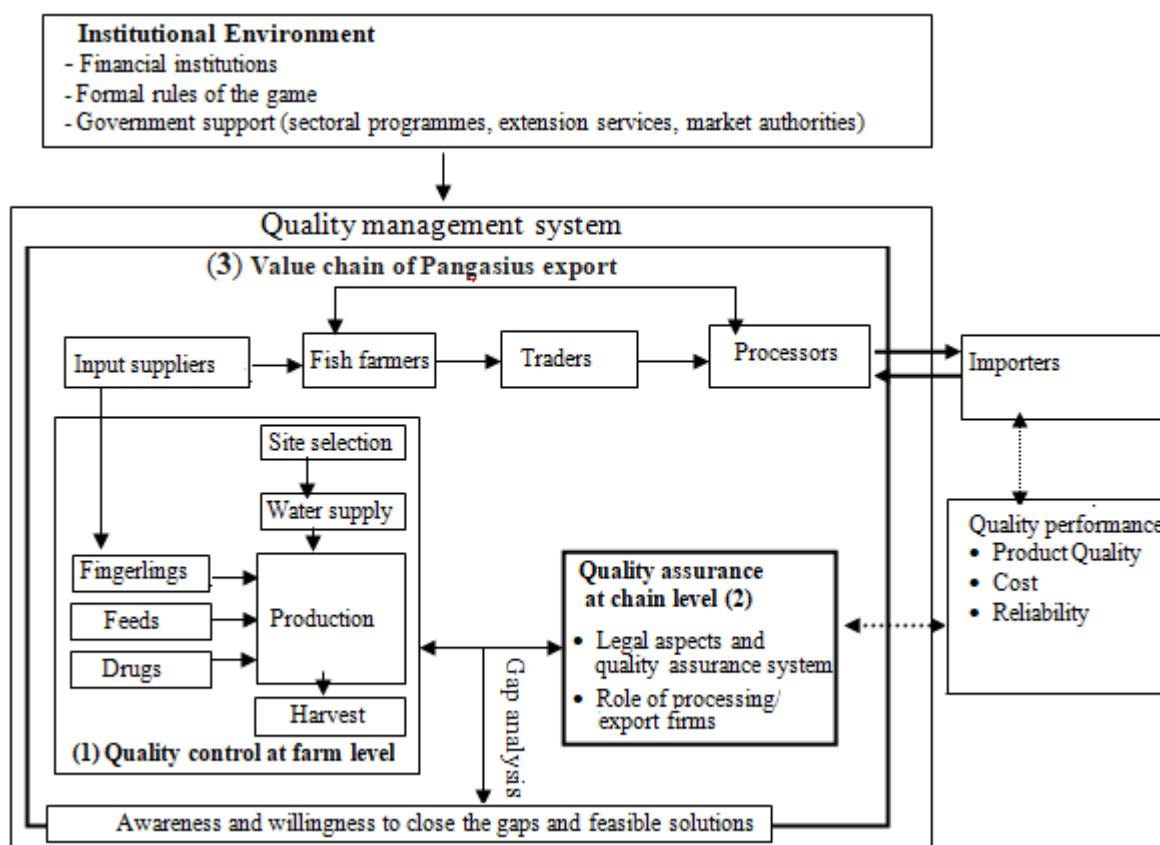 Institutional Environment
- Financial institutions
- Formal rules of the game
- Government support (sectoral programmes, extension services, market authorities)
Quality management system
(3) Value chain of Pangasius export
Input suppliers
Fish farmers
Traders
Processors
Importers
Site selection
Water supply
Fingerlings
Feeds
Drugs
Production
Harvest
(1) Quality control at farm level
Gap analysis
Quality assurance
at chain level (2)
• Legal aspects and
quality assurance system
• Role of processing/
export firms
Quality performance
• Product Quality
• Cost
• Reliability
Awareness and willingness to close the gaps and feasible solutions